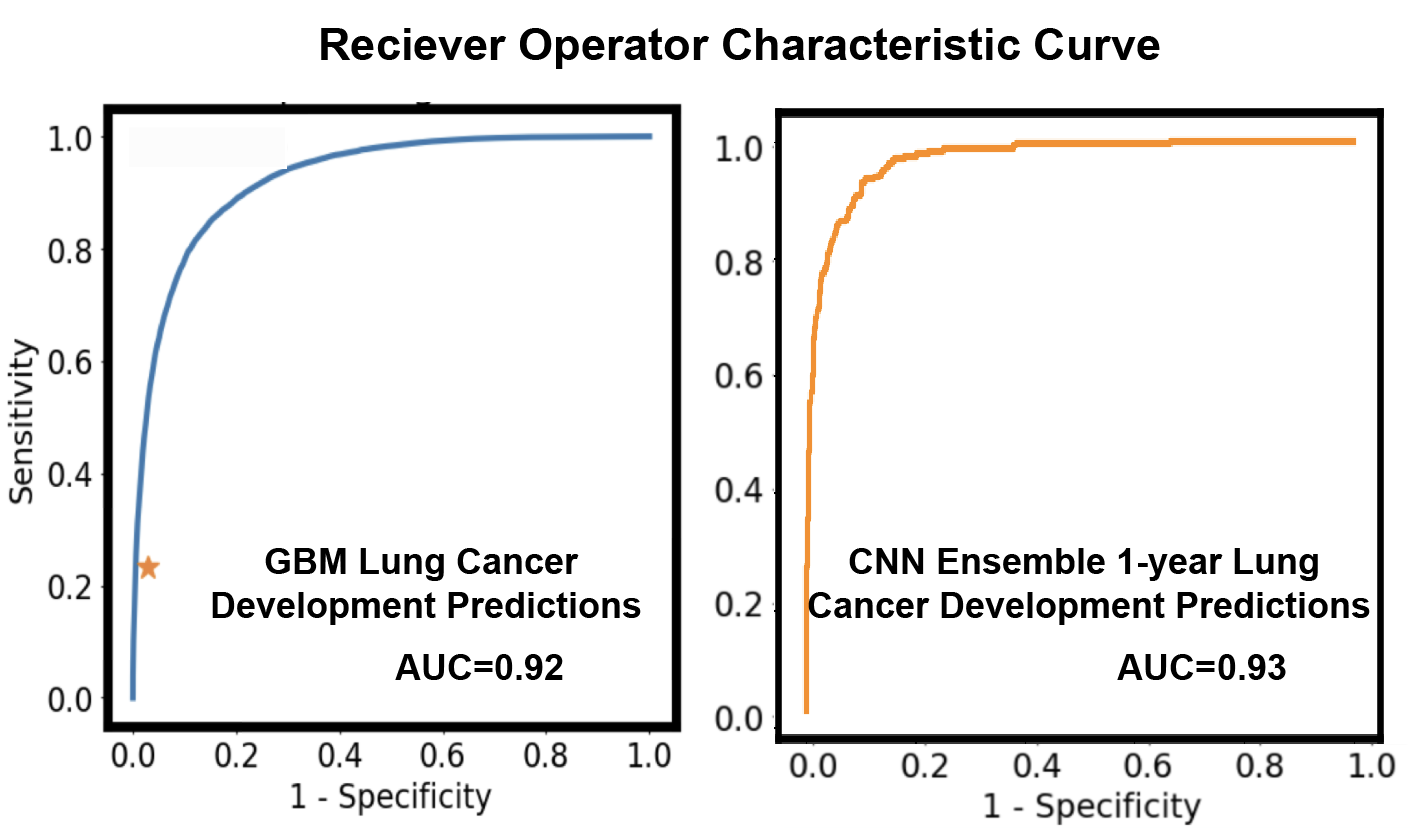 Reciever Operator Characteristic Curve
1.0
0.8
0.6
0.4
0.2
0.0
Sensitivity
GBM Lung Cancer
Development Predictions
AUC=0.92
0.0 0.2 0.4 0.6 0.8 1.0
1 - Specificity
1.0
0.8
0.6
0.4
0.2
0.0
CNN Ensemble 1-year Lung
Cancer Development Predictions
AUC=0.93
0.0 0.2 0.4 0.6 0.8 1.0
1 - Specificity